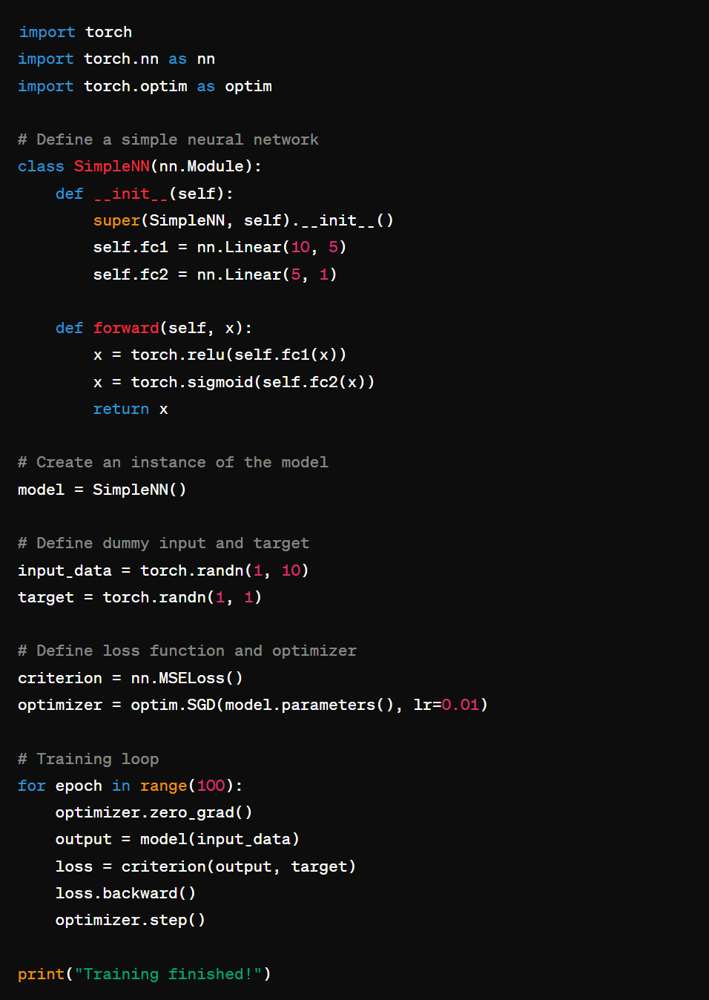 import torch
import torch.nn as nn
import torch.optim as optim

# Define a simple neural network
class SimpleNN(nn.Module):
    def __init__(self):
        super(SimpleNN, self).__init__()
        self.fc1 = nn.Linear(10, 5)
        self.fc2 = nn.Linear(5, 1)

    def forward(self, x):
        x = torch.relu(self.fc1(x))
        x = torch.sigmoid(self.fc2(x))
        return x

# Create an instance of the model
model = SimpleNN()

# Define dummy input and target
input_data = torch.randn(1, 10)
target = torch.randn(1, 1)

# Define loss function and optimizer
criterion = nn.MSELoss()
optimizer = optim.SGD(model.parameters(), lr=0.01)

# Training loop
for epoch in range(100):
    optimizer.zero_grad()
    output = model(input_data)
    loss = criterion(output, target)
    loss.backward()
    optimizer.step()

print("Training finished!")